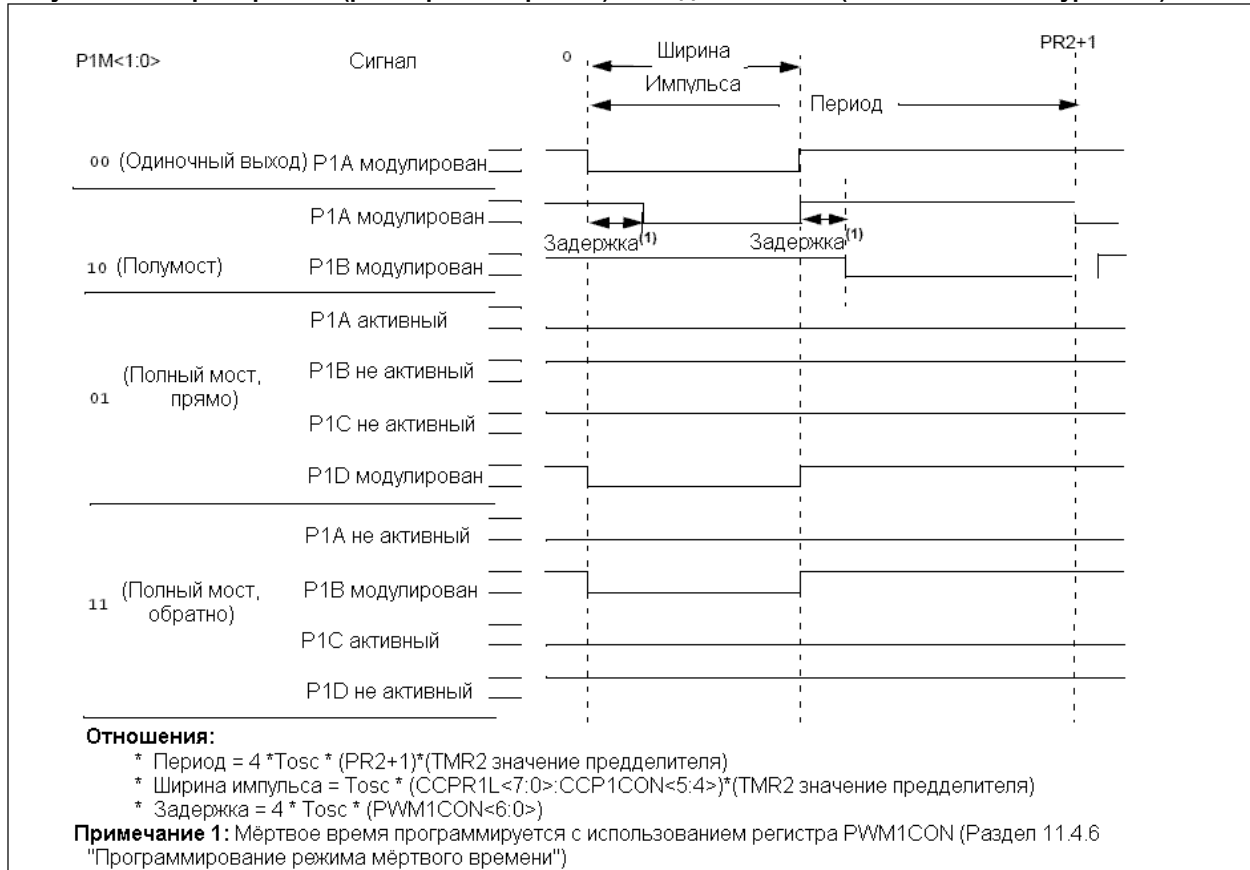 P1M<1:0> Сигнал 0 Ширина Импульса PR2+1
Период
00 (Одиночный выход) P1A модулирован
P1A модулирован
Задержка(1) Задержка(1)
10 (Полумост) P1B модулирован
P1A активный
P1B не активный
01 (Полный мост, прямо)
P1C не активный
P1D модулирован
P1A не активный
11 (Полный мост, обратно) P1B модулирован
P1C активный
P1D не активный
Отношения:
* Период = 4 *Tosc * (PR2+1)*(TMR2 значение предделителя)
* Ширина импульса = Tosc * (CCPR1L<7:0>:CCP1CON<5:4>)*(TMR2 значение предделителя)
* Задержка = 4 * Tosc * (PWM1CON<6:0>)
Примечание 1: Мёртвое время программируется с использованием регистра PWM1CON (Раздел 11.4.6
"Программирование режима мёртвого времени")